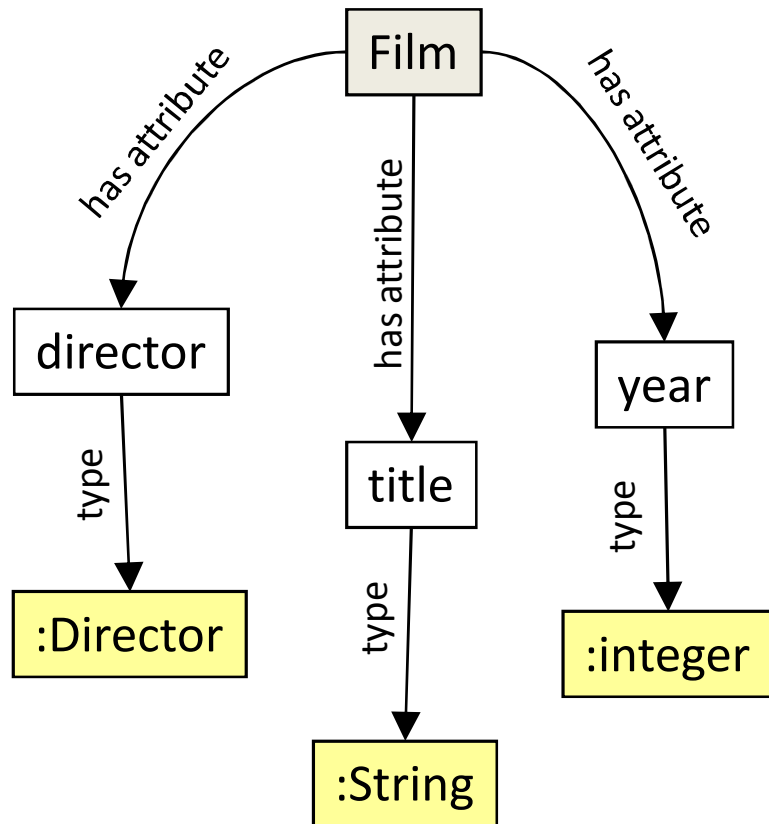 Film
has attribute
has attribute
has attribute
director
year
title
type
type
type
:Director
:integer
:String